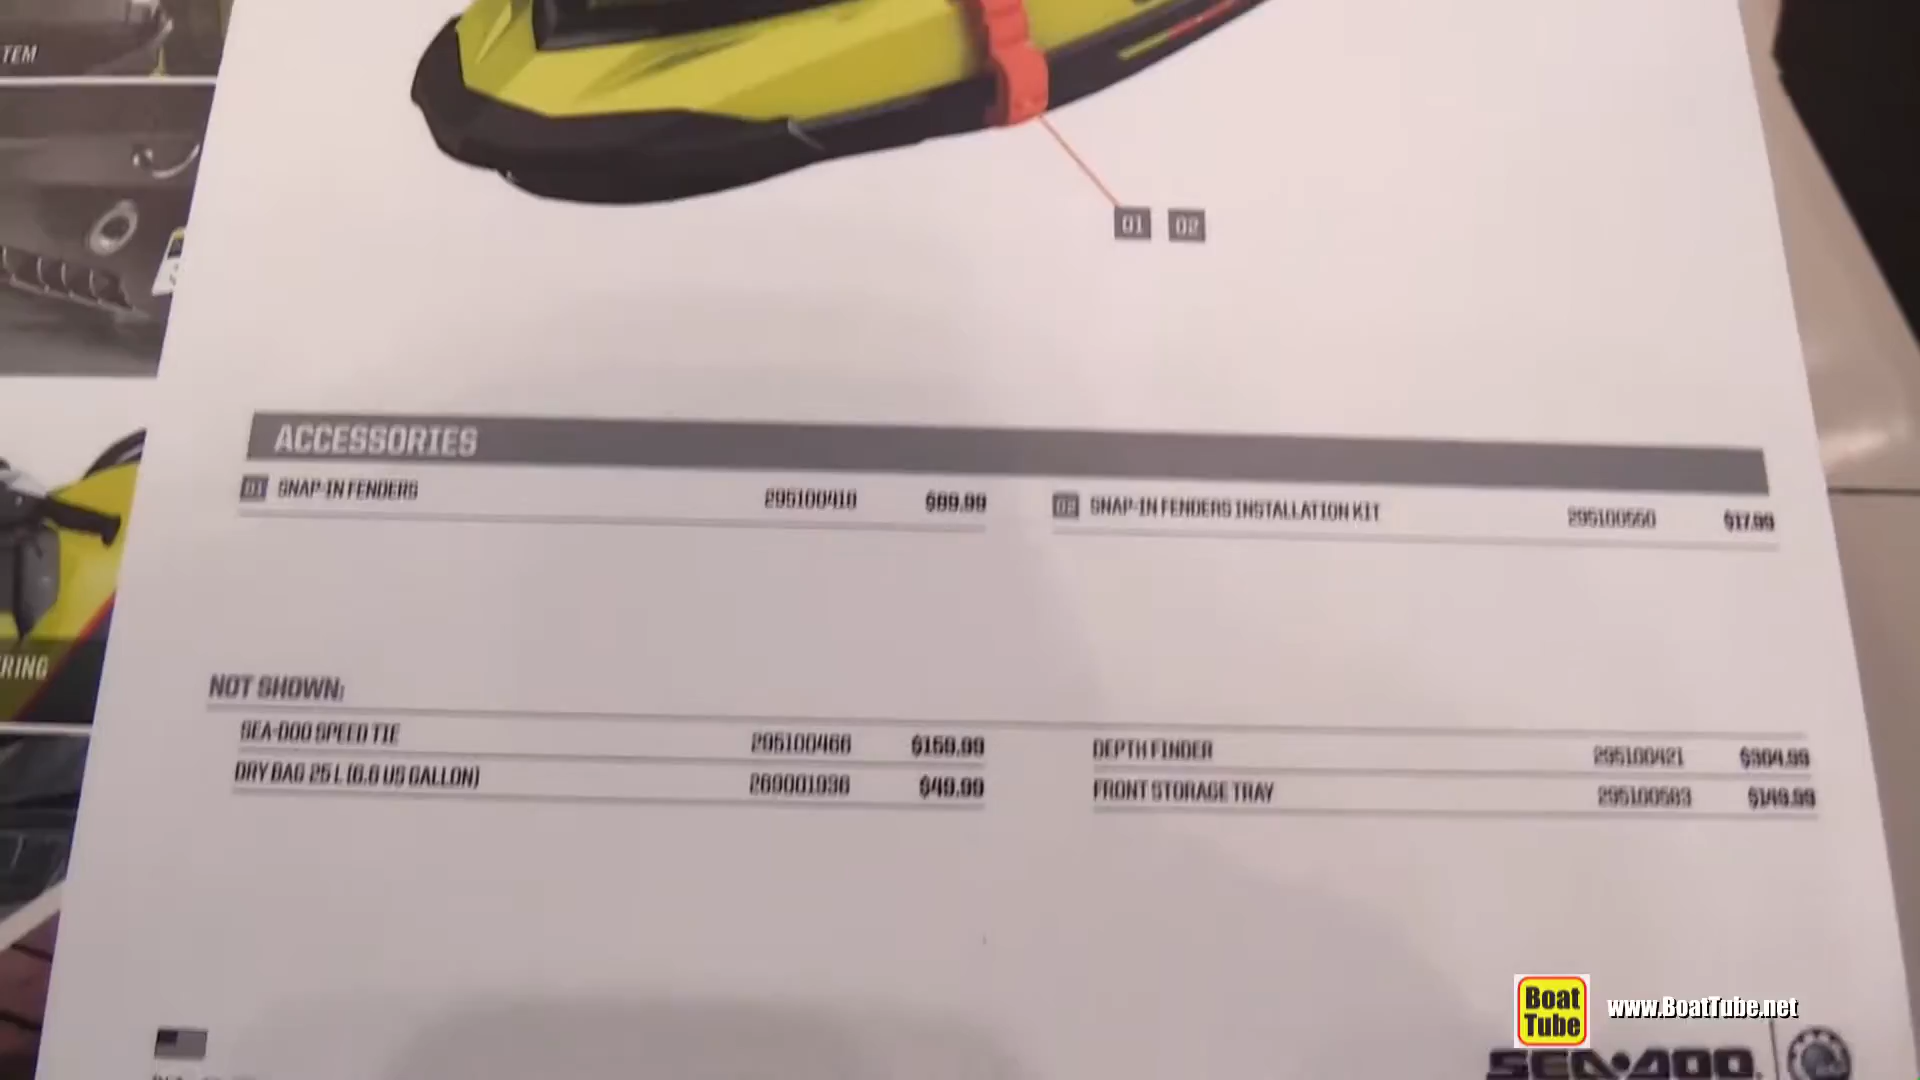 TEM
01 02
ACCESSORIES
01 SNAP-IN FENDERS 295100418 $99.99
02 SNAP-IN FENDERS INSTALLATION KIT 295100550 $17.99
RING
NOT SHOWN:
SEA-DOO SPEED TIE 295100466 $159.99
DRY BAG 25 L (6.6 US GALLON) 269001936 $49.99
DEPTH FINDER 295100421 $304.99
FRONT STORAGE TRAY 295100583 $149.99
Boat
Tube
www.BoatTube.net
SEA-DOO